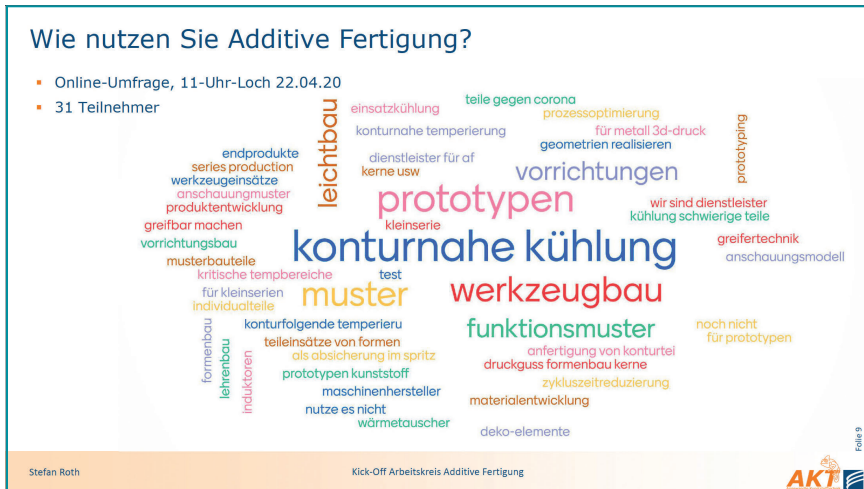 Wie nutzen Sie Additive Fertigung?
Online-Umfrage, 11-Uhr-Loch 22.04.20
31 Teilnehmer
leichtbau
einsatzkühlung
teile gegen corona
prozessoptimierung
konturnahe temperierung
für metall 3d-druck
geometrien realisieren
prototyping
endprodukte
series production
werkzeugeinsätze
anschauungmuster
produktentwicklung
greifbar machen
vorrichtungsbau
musterbauteile
dienstleister für af
kerne usw
vorrichtungen
prototypen
kleinserie
wir sind dienstleister
kühlung schwierige teile
konturnahe kühlung
greifertechnik
anschauungsmodell
kritische tempbereiche
test
für kleinserien
individualteile
muster
werkzeugbau
formenbau
lehrenbau
induktoren
konturfolgende temperieru
teileinsätze von formen
als absicherung im spritz
prototypen kunststoff
maschinenhersteller
nutze es nicht
wärmetauscher
funktionsmuster
noch nicht
für prototypen
anfertigung von konturtei
druckguss formenbau kerne
zykluszeitreduzierung
materialentwicklung
deko-elemente
Folie 9
Stefan Roth
Kick-Off Arbeitskreis Additive Fertigung
AKT